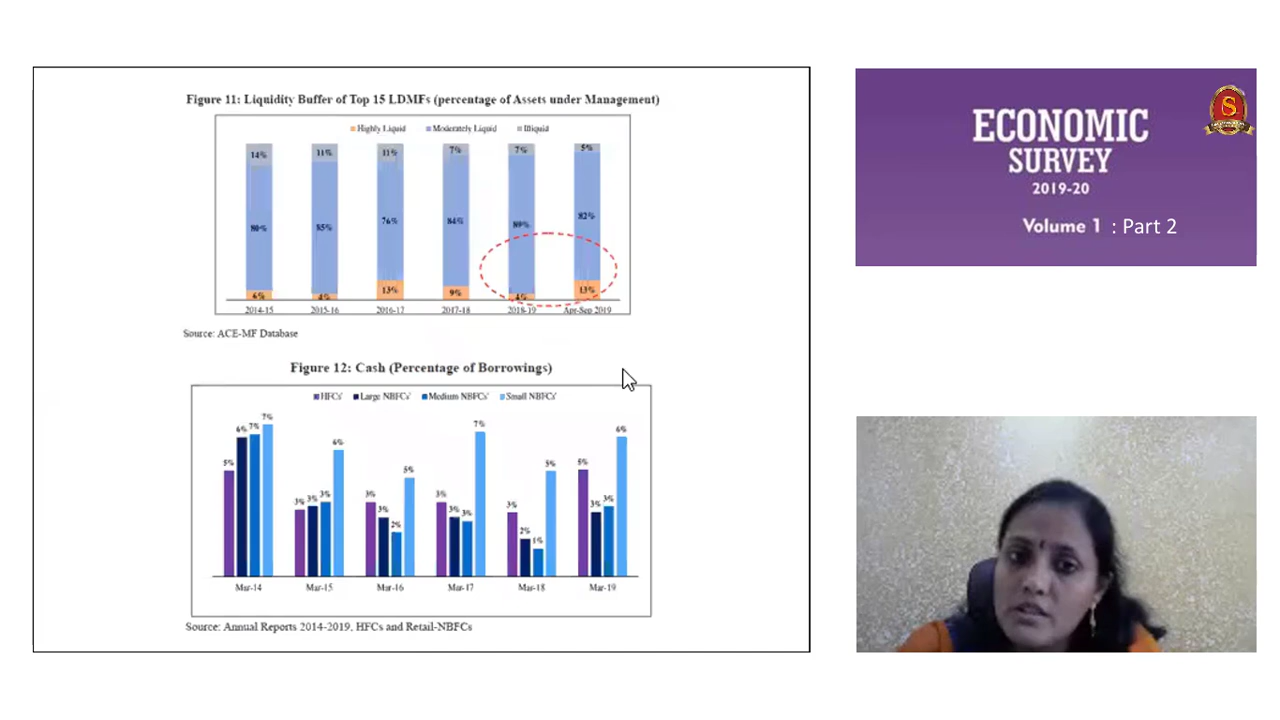 Figure 11: Liquidity Buffer of Top 15 LDMFs (percentage of Assets under Management)
Highly Liquid Moderately Liquid Illiquid
14% 11% 11% 7% 7% 5%
80% 85% 76% 84% 89% 82%
6% 4% 13% 9% 4% 13%
2014-15 2015-16 2016-17 2017-18 2018-19 Apr-Sep 2019
Source: ACE-MF Database
Figure 12: Cash (Percentage of Borrowings)
HFCs' Large NBFCs' Medium NBFCs' Small NBFCs'
5% 6% 7% 7% 3% 3% 3% 6% 3% 3% 2% 5% 3% 3% 3% 7% 3% 2% 1% 5% 5% 3% 3% 6%
Mar-14 Mar-15 Mar-16 Mar-17 Mar-18 Mar-19
Source: Annual Reports 2014-2019, HFCs and Retail-NBFCs
ECONOMIC
SURVEY
2019-20
Volume 1 : Part 2
S